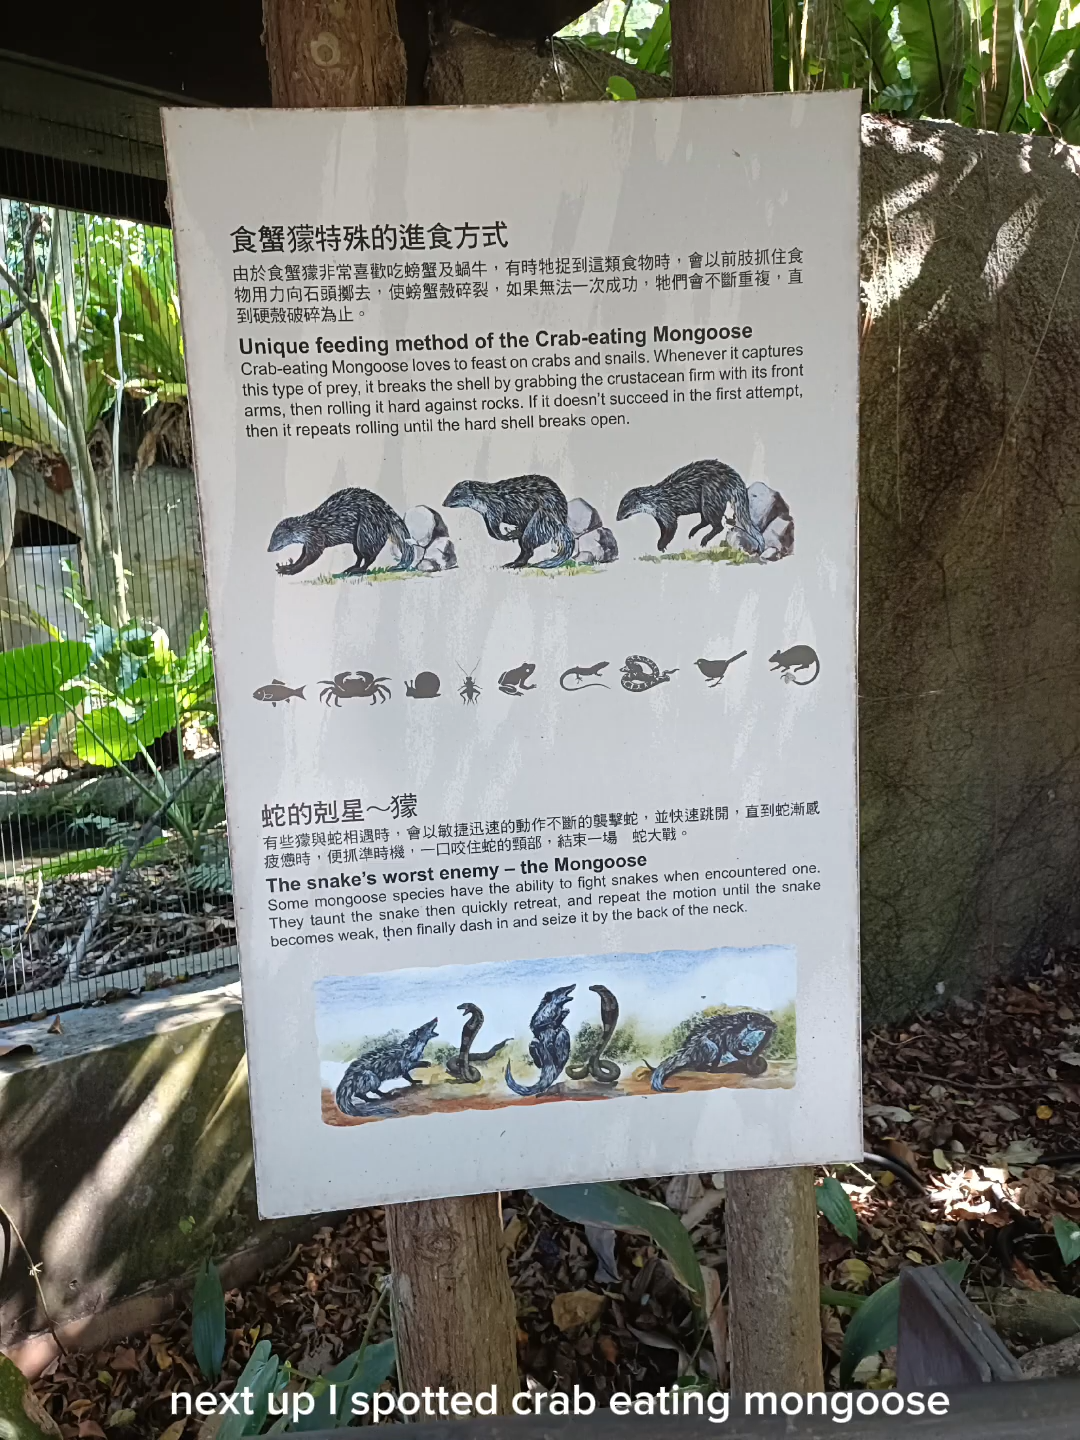 食蟹獴特殊的進食方式
由於食蟹獴非常喜歡吃螃蟹及蝸牛，有時牠捉到這類食物時，會以前肢抓住食
物用力向石頭擲去，使螃蟹殼碎裂，如果無法一次成功，牠們會不斷重複，直
到硬殼破碎為止。
Unique feeding method of the Crab-eating Mongoose
Crab-eating Mongoose loves to feast on crabs and snails. Whenever it captures
this type of prey, it breaks the shell by grabbing the crustacean firm with its front
arms, then rolling it hard against rocks. If it doesn't succeed in the first attempt,
then it repeats rolling until the hard shell breaks open.
蛇的剋星～獴
有些獴與蛇相遇時，會以敏捷迅速的動作不斷的襲擊蛇，並快速跳開，直到蛇漸感
疲憊時，便抓準時機，一口咬住蛇的頸部，結束一場 蛇大戰。
The snake's worst enemy – the Mongoose
Some mongoose species have the ability to fight snakes when encountered one.
They taunt the snake then quickly retreat, and repeat the motion until the snake
becomes weak, then finally dash in and seize it by the back of the neck.
next up I spotted crab eating mongoose